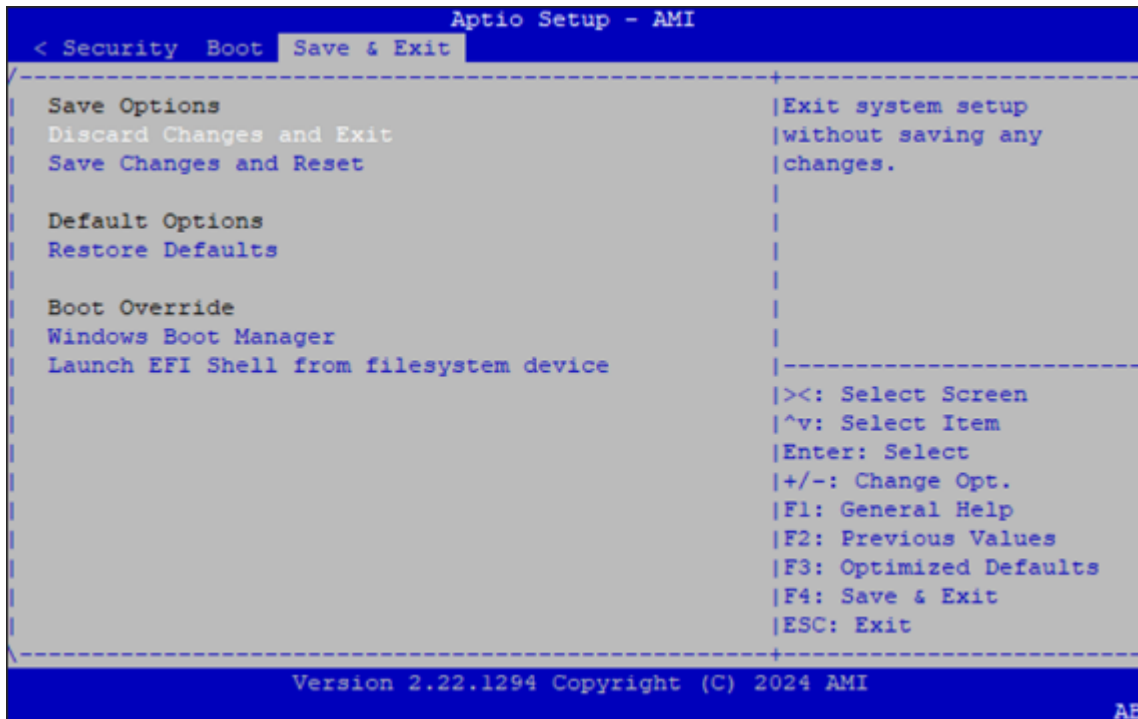 Aptio Setup - AMI
< Security Boot Save & Exit
Save Options
Discard Changes and Exit
Save Changes and Reset
Default Options
Restore Defaults
Boot Override
Windows Boot Manager
Launch EFI Shell from filesystem device
Exit system setup
without saving any
changes.
><: Select Screen
^v: Select Item
Enter: Select
+/-: Change Opt.
F1: General Help
F2: Previous Values
F3: Optimized Defaults
F4: Save & Exit
ESC: Exit
Version 2.22.1294 Copyright (C) 2024 AMI